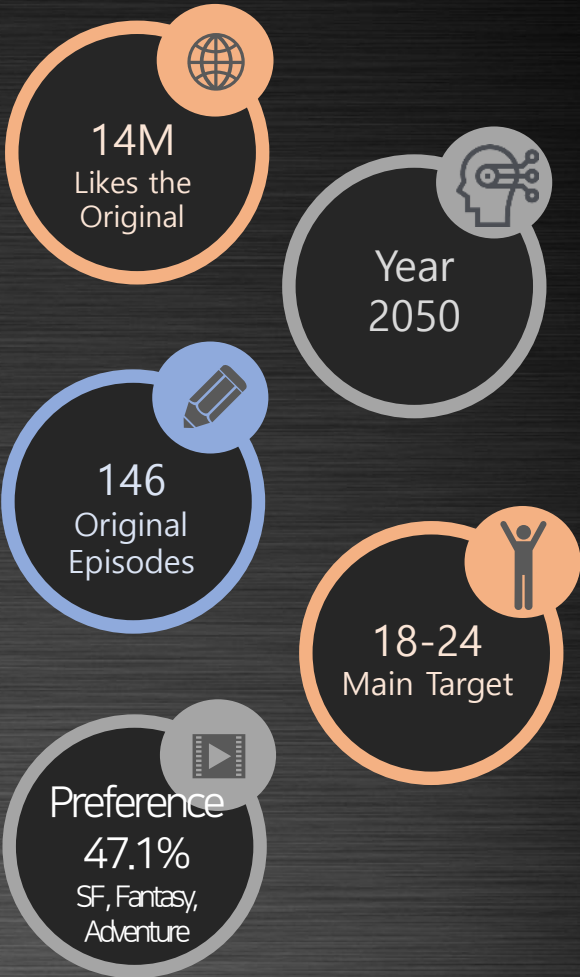 14M
Likes the
Original
Year
2050
146
Original
Episodes
18-24
Main Target
Preference
47.1%
SF, Fantasy,
Adventure